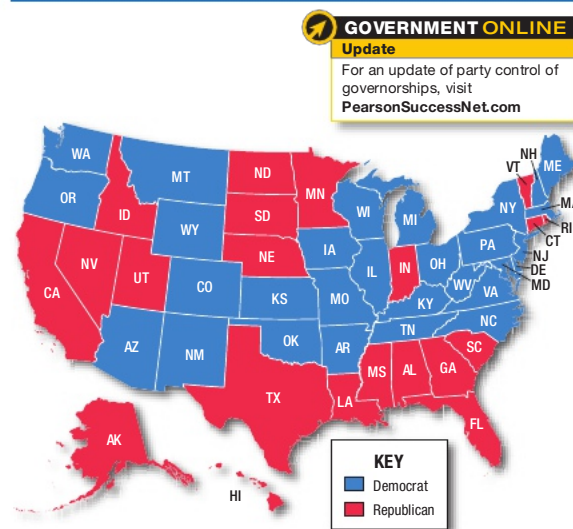 GOVERNMENT ONLINE
Update
For an update of party control of
governorships, visit
PearsonSuccessNet.com
WA
OR
CA
NV
ID
MT
WY
UT
AZ
CO
NM
ND
SD
NE
KS
OK
TX
MN
IA
MO
AR
LA
WI
IL
MI
IN
OH
KY
TN
MS
AL
GA
FL
SC
NC
VA
WV
PA
NY
VT
NH
ME
MA
RI
CT
NJ
DE
MD
AK
HI
KEY
Democrat
Republican